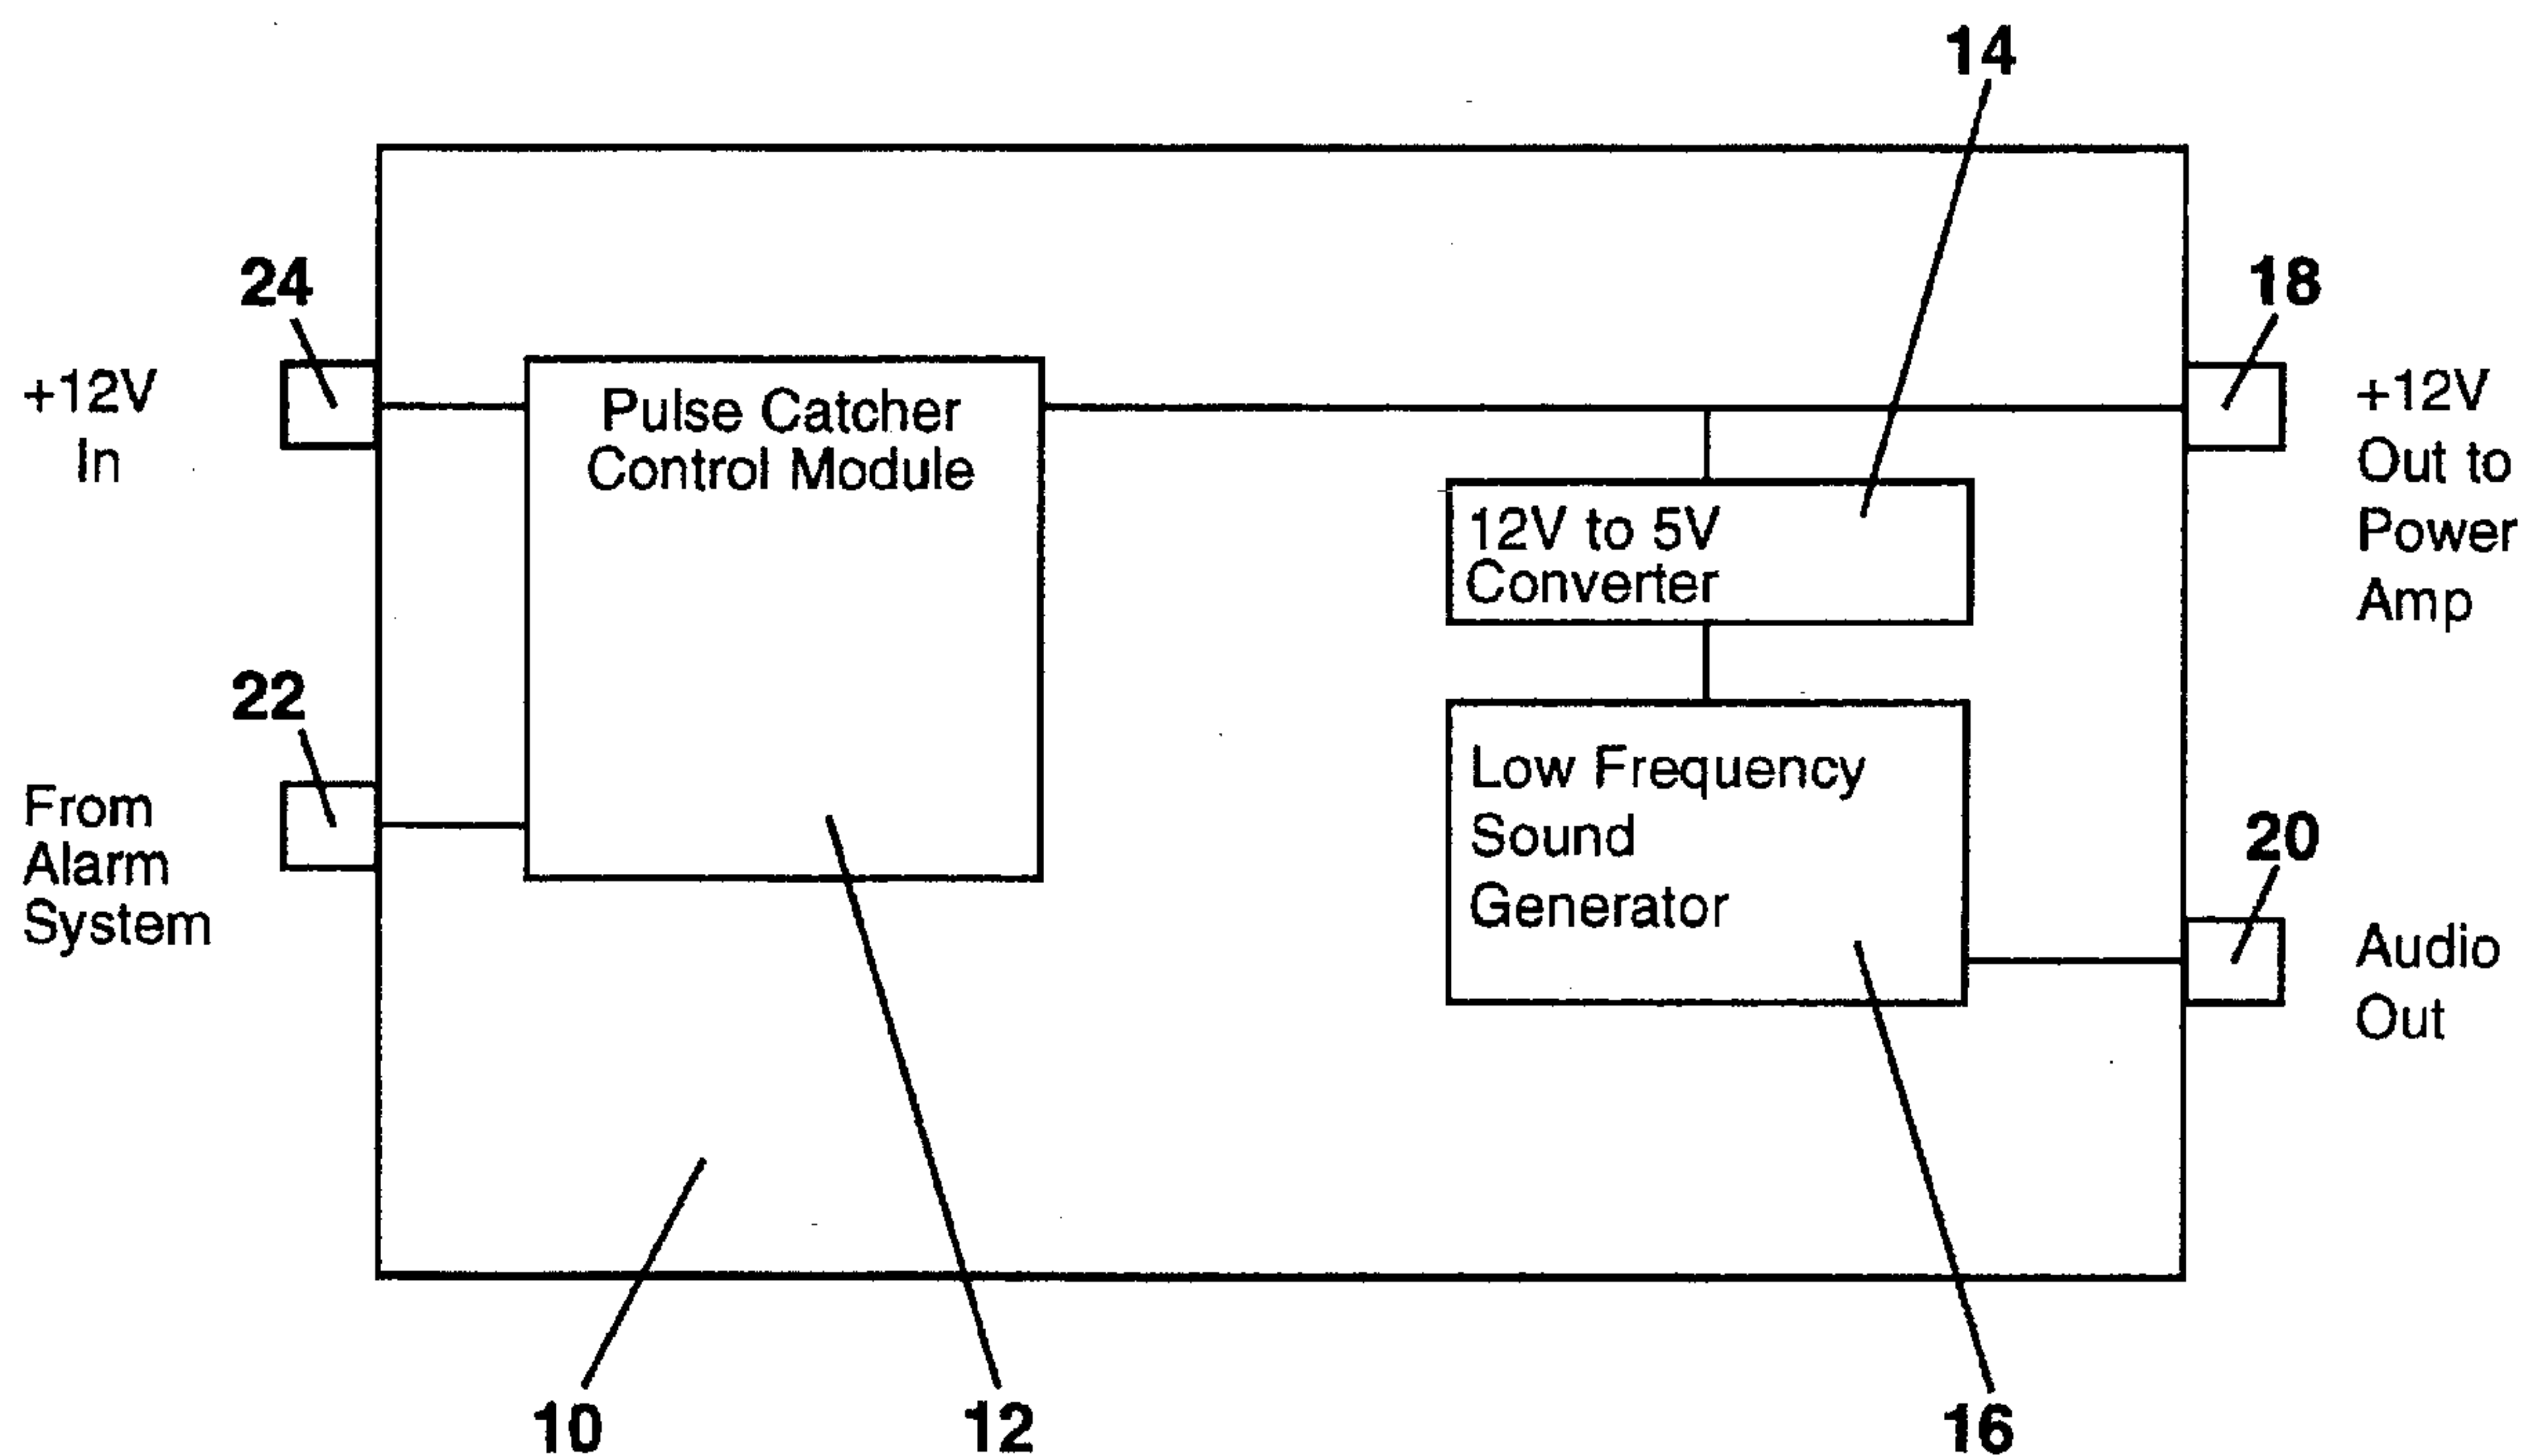 14
24
18
+12V
In
Pulse Catcher
Control Module
+12V
Out to
Power
Amp
12V to 5V
Converter
22
From
Alarm
System
Low Frequency
Sound
Generator
20
Audio
Out
10
12
16